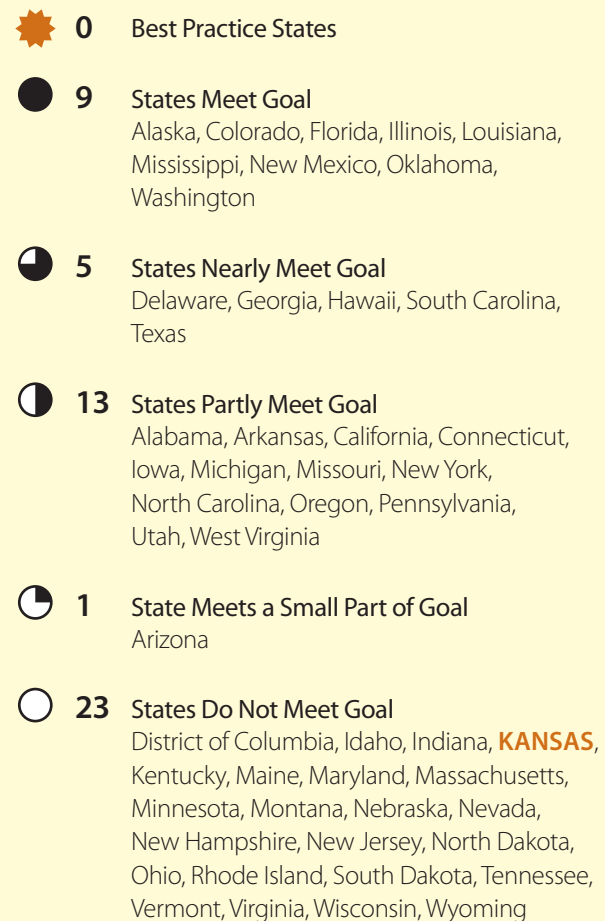 0 Best Practice States
9 States Meet Goal
Alaska, Colorado, Florida, Illinois, Louisiana,
Mississippi, New Mexico, Oklahoma,
Washington
5 States Nearly Meet Goal
Delaware, Georgia, Hawaii, South Carolina,
Texas
13 States Partly Meet Goal
Alabama, Arkansas, California, Connecticut,
Iowa, Michigan, Missouri, New York,
North Carolina, Oregon, Pennsylvania,
Utah, West Virginia
1 State Meets a Small Part of Goal
Arizona
23 States Do Not Meet Goal
District of Columbia, Idaho, Indiana, KANSAS,
Kentucky, Maine, Maryland, Massachusetts,
Minnesota, Montana, Nebraska, Nevada,
New Hampshire, New Jersey, North Dakota,
Ohio, Rhode Island, South Dakota, Tennessee,
Vermont, Virginia, Wisconsin, Wyoming